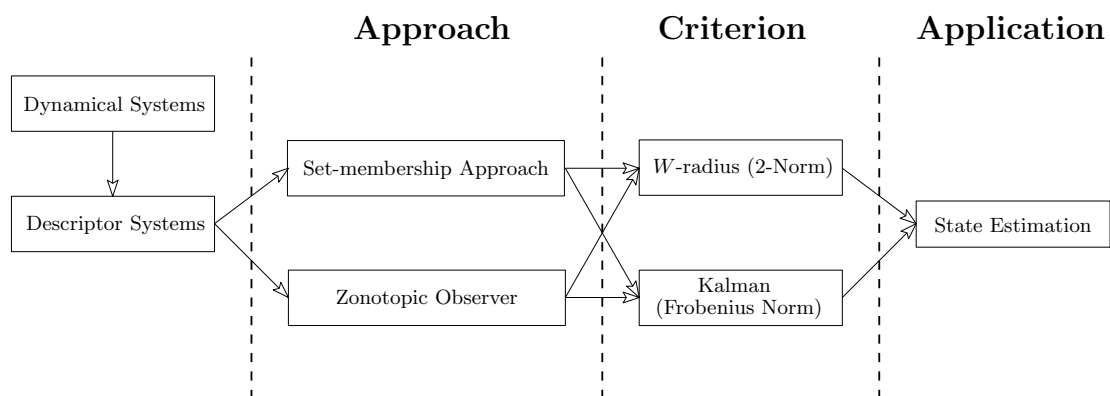 Approach
Criterion
Application
Dynamical Systems
Descriptor Systems
Set-membership Approach
Zonotopic Observer
W-radius (2-Norm)
Kalman
(Frobenius Norm)
State Estimation